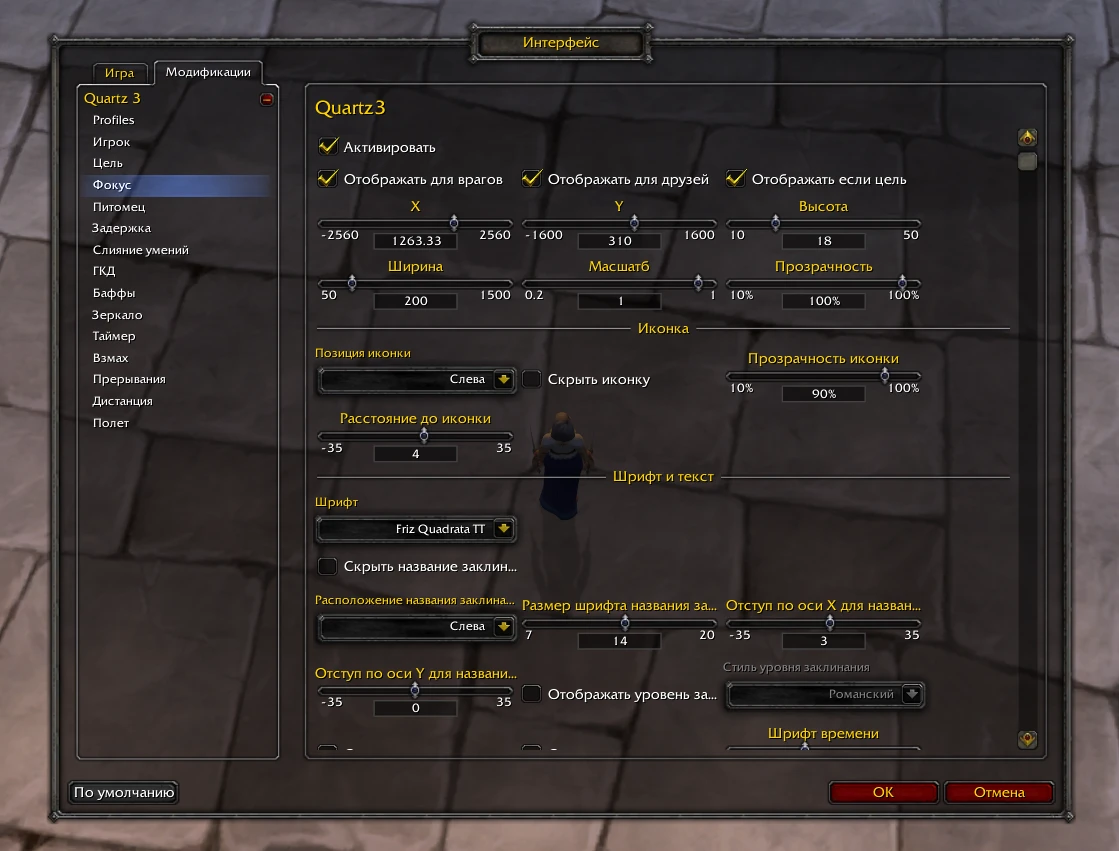 Интерфейс
Игра
Модификации
Quartz 3
Profiles
Игрок
Цель
Фокус
Питомец
Задержка
Слияние умений
ГКД
Баффы
Зеркало
Таймер
Взмах
Прерывания
Дистанция
Полет
Quartz3
Активировать
Отображать для врагов Отображать для друзей Отображать если цель
X Y Высота
-2560 1263.33 2560 -1600 310 1600 10 18 50
Ширина Масшатб Прозрачность
50 200 1500 0.2 1 1 10% 100% 100%
Иконка
Позиция иконки Прозрачность иконки
Слева Скрыть иконку 10% 90% 100%
Расстояние до иконки
-35 4 35
Шрифт и текст
Шрифт
Friz Quadrata TT
Скрыть название заклин...
Расположение названия заклина... Размер шрифта названия за... Отступ по оси X для назван...
Слева 7 14 20 -35 3 35
Отступ по оси Y для названи... Отображать уровень за... Стиль уровня заклинания
-35 0 35 Романский
Шрифт времени
По умолчанию
ОК
Отмена